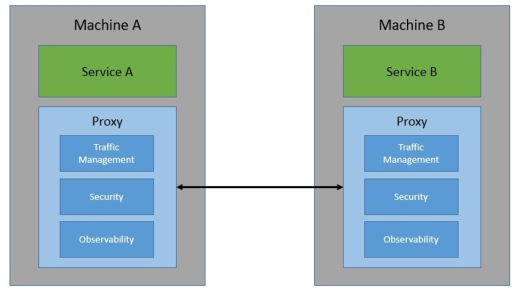 Machine A
Service A
Proxy
Traffic
Management
Security
Observability
Machine B
Service B
Proxy
Traffic
Management
Security
Observability